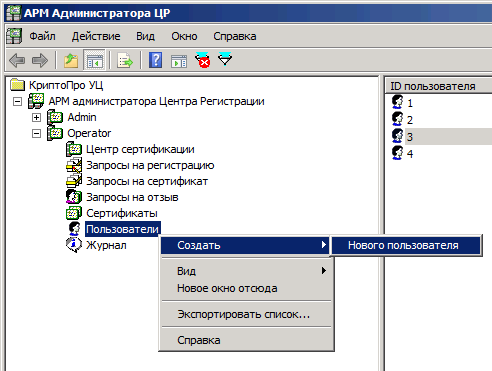 АРМ Администратора ЦР
Файл Действие Вид Окно Справка
КриптоПро УЦ
АРМ администратора Центра Регистрации
Admin
Operator
Центр сертификации
Запросы на регистрацию
Запросы на сертификат
Запросы на отзыв
Сертификаты
Пользователи
Журнал
ID пользователя
1
2
3
4
Создать
Нового пользователя
Вид
Новое окно отсюда
Экспортировать список...
Справка